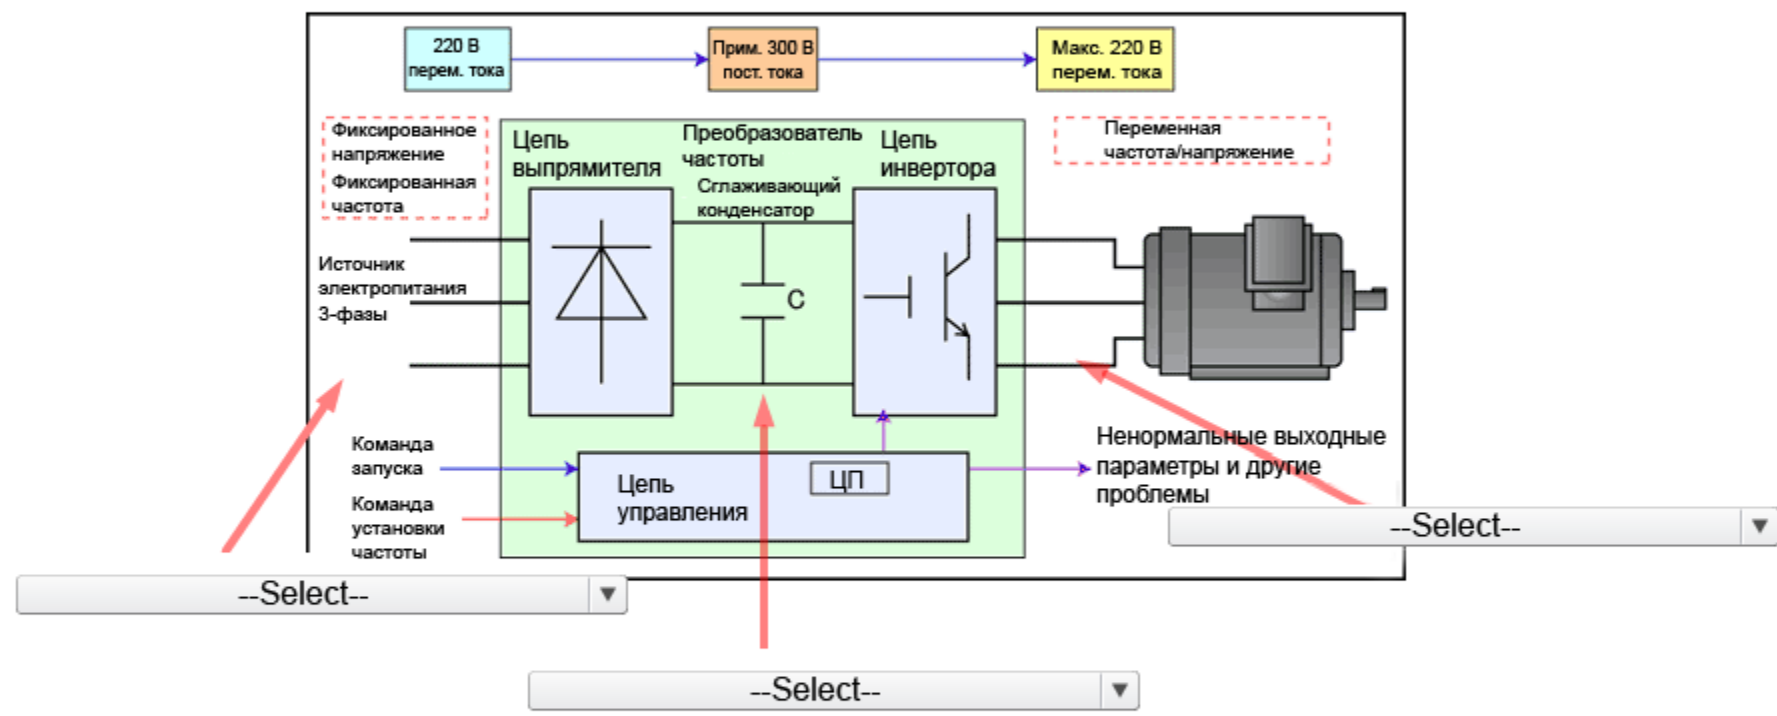 220 В
перем. тока
Прим. 300 В
пост. тока
Макс. 220 В
перем. тока
Фиксированное
напряжение
Фиксированная
частота
Цепь
выпрямителя
Преобразователь
частоты
Сглаживающий
конденсатор
Цепь
инвертора
Переменная
частота/напряжение
Источник
электропитания
3-фазы
C
Команда
запуска
Команда
установки
частоты
Цепь
управления
ЦП
Ненормальные выходные
параметры и другие
проблемы
--Select--
--Select--
--Select--